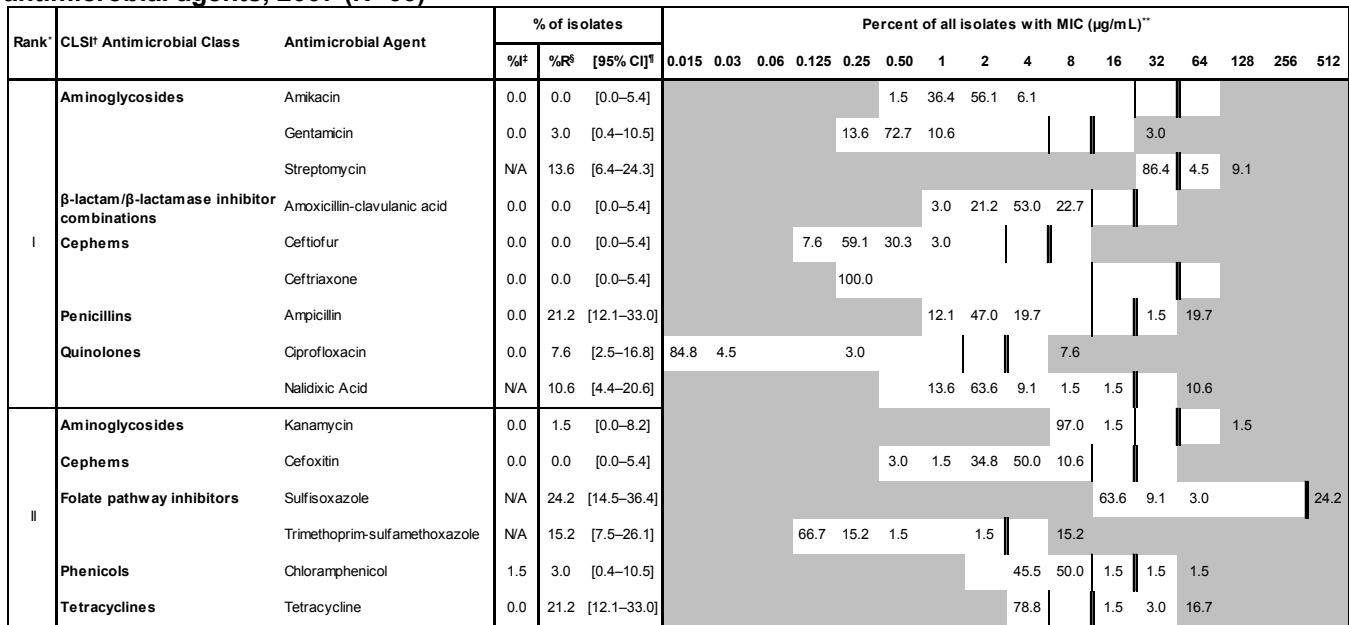 % of isolates Percent of all isolates with MIC (µg/mL)**
Rank* CLSI† Antimicrobial Class Antimicrobial Agent
%I‡ %R§ [95% CI]¶ 0.015 0.03 0.06 0.125 0.25 0.50 1 2 4 8 16 32 64 128 256 512
Aminoglycosides Amikacin 0.0 0.0 [0.0–5.4] 1.5 36.4 56.1 6.1
Gentamicin 0.0 3.0 [0.4–10.5] 13.6 72.7 10.6 3.0
Streptomycin N/A 13.6 [6.4–24.3] 86.4 4.5 9.1
β-lactam/β-lactamase inhibitor
combinations Amoxicillin-clavulanic acid 0.0 0.0 [0.0–5.4] 3.0 21.2 53.0 22.7
I Cephems Ceftiofur 0.0 0.0 [0.0–5.4] 7.6 59.1 30.3 3.0
Ceftriaxone 0.0 0.0 [0.0–5.4] 100.0
Penicillins Ampicillin 0.0 21.2 [12.1–33.0] 12.1 47.0 19.7 1.5 19.7
Quinolones Ciprofloxacin 0.0 7.6 [2.5–16.8] 84.8 4.5 3.0 7.6
Nalidixic Acid N/A 10.6 [4.4–20.6] 13.6 63.6 9.1 1.5 1.5 10.6
Aminoglycosides Kanamycin 0.0 1.5 [0.0–8.2] 97.0 1.5 1.5
Cephems Cefoxitin 0.0 0.0 [0.0–5.4] 3.0 1.5 34.8 50.0 10.6
II Folate pathway inhibitors Sulfisoxazole N/A 24.2 [14.5–36.4] 63.6 9.1 3.0 24.2
Trimethoprim-sulfamethoxazole N/A 15.2 [7.5–26.1] 66.7 15.2 1.5 1.5 15.2
Phenicols Chloramphenicol 1.5 3.0 [0.4–10.5] 45.5 50.0 1.5 1.5 1.5
Tetracyclines Tetracycline 0.0 21.2 [12.1–33.0] 78.8 1.5 3.0 16.7